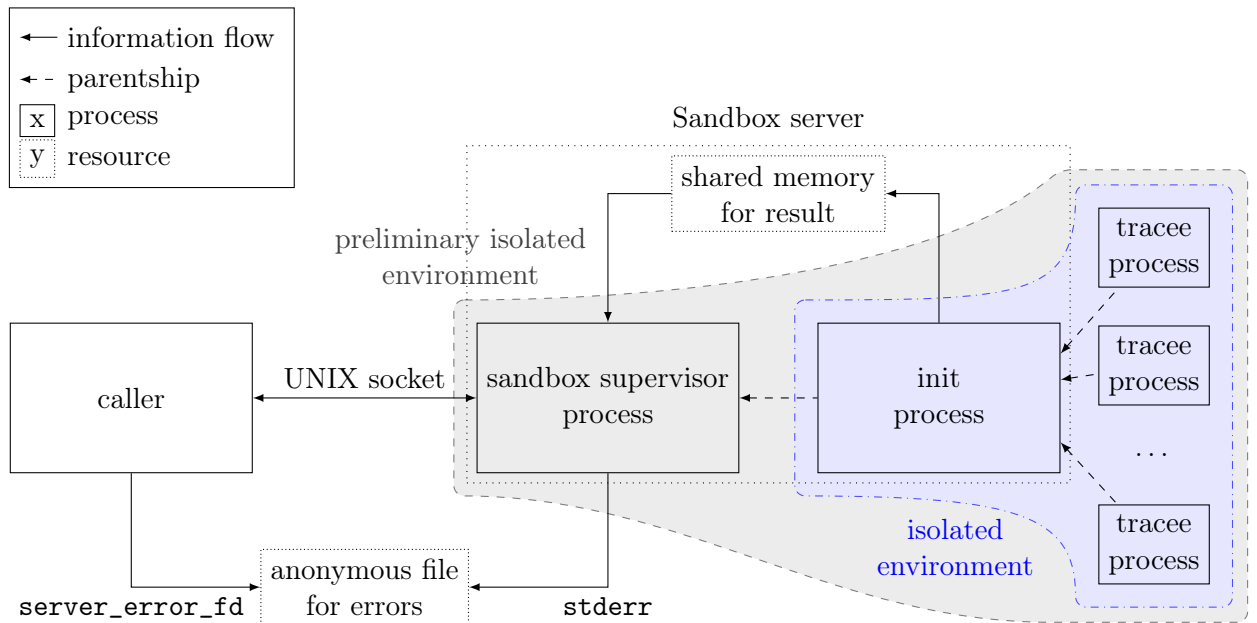 information flow
parentship
x process
y resource
Sandbox server
shared memory
for result
preliminary isolated
environment
tracee
process
tracee
process
...
tracee
process
caller
UNIX socket
sandbox supervisor
process
init
process
isolated
environment
anonymous file
for errors
server_error_fd
stderr